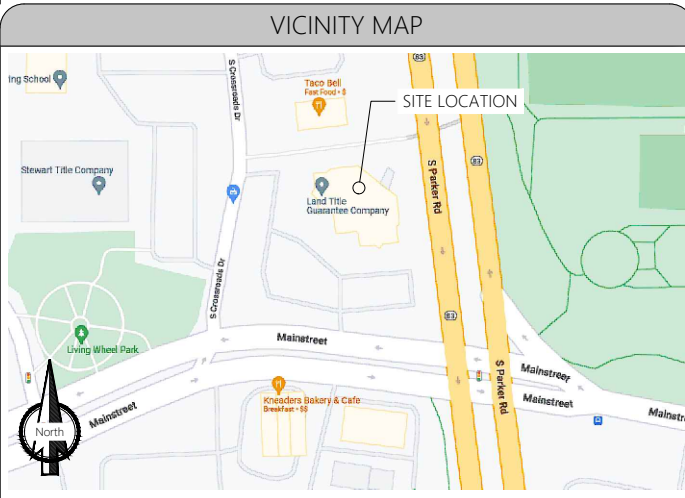 VICINITY MAP
S Crossroads Dr
83
ing School
Taco Bell
Fast Food • $
SITE LOCATION
83
Stewart Title Company
S Parker Rd
Land Title
Guarantee Company
S Crossroads Dr
83
Mainstreet
Living Wheel Park
Mainstreet
S Parker Rd
Kneaders Bakery & Cafe
Breakfast • $$
Mainstreet
Mainstr
Mainstreet
North